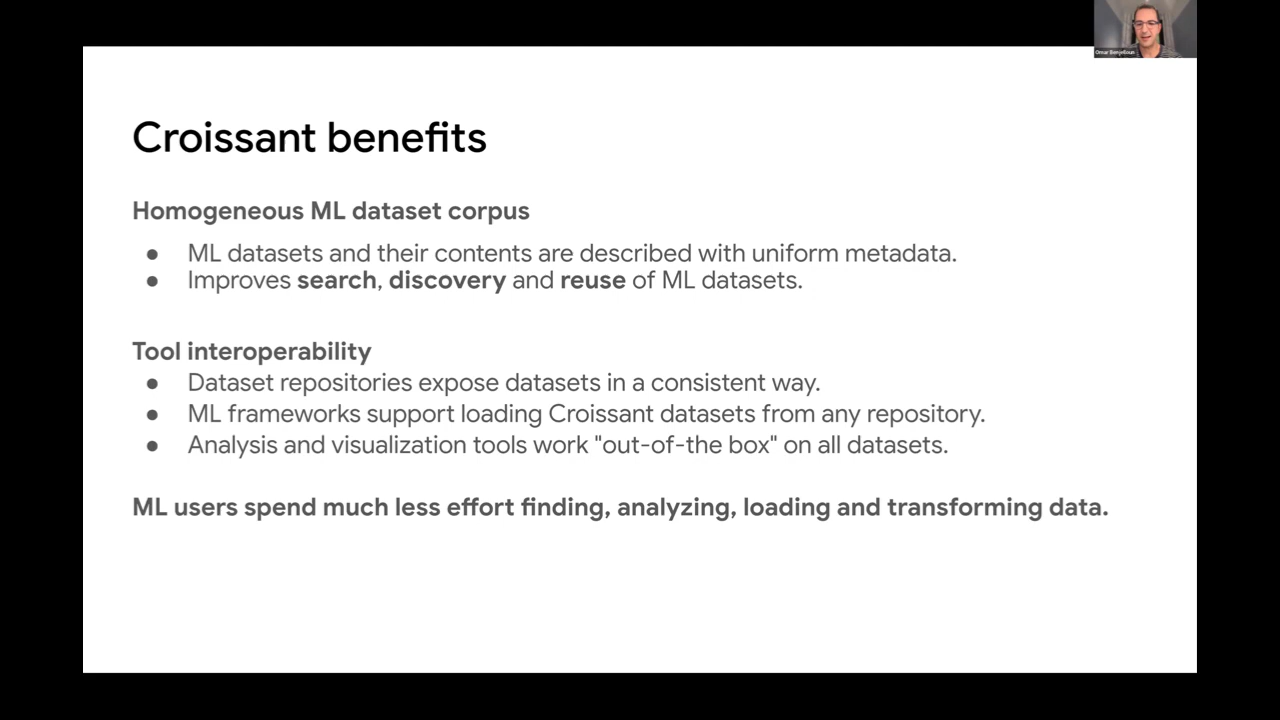 Omar Benjelloun
Croissant benefits
Homogeneous ML dataset corpus
● ML datasets and their contents are described with uniform metadata.
● Improves search, discovery and reuse of ML datasets.
Tool interoperability
● Dataset repositories expose datasets in a consistent way.
● ML frameworks support loading Croissant datasets from any repository.
● Analysis and visualization tools work "out-of-the box" on all datasets.
ML users spend much less effort finding, analyzing, loading and transforming data.